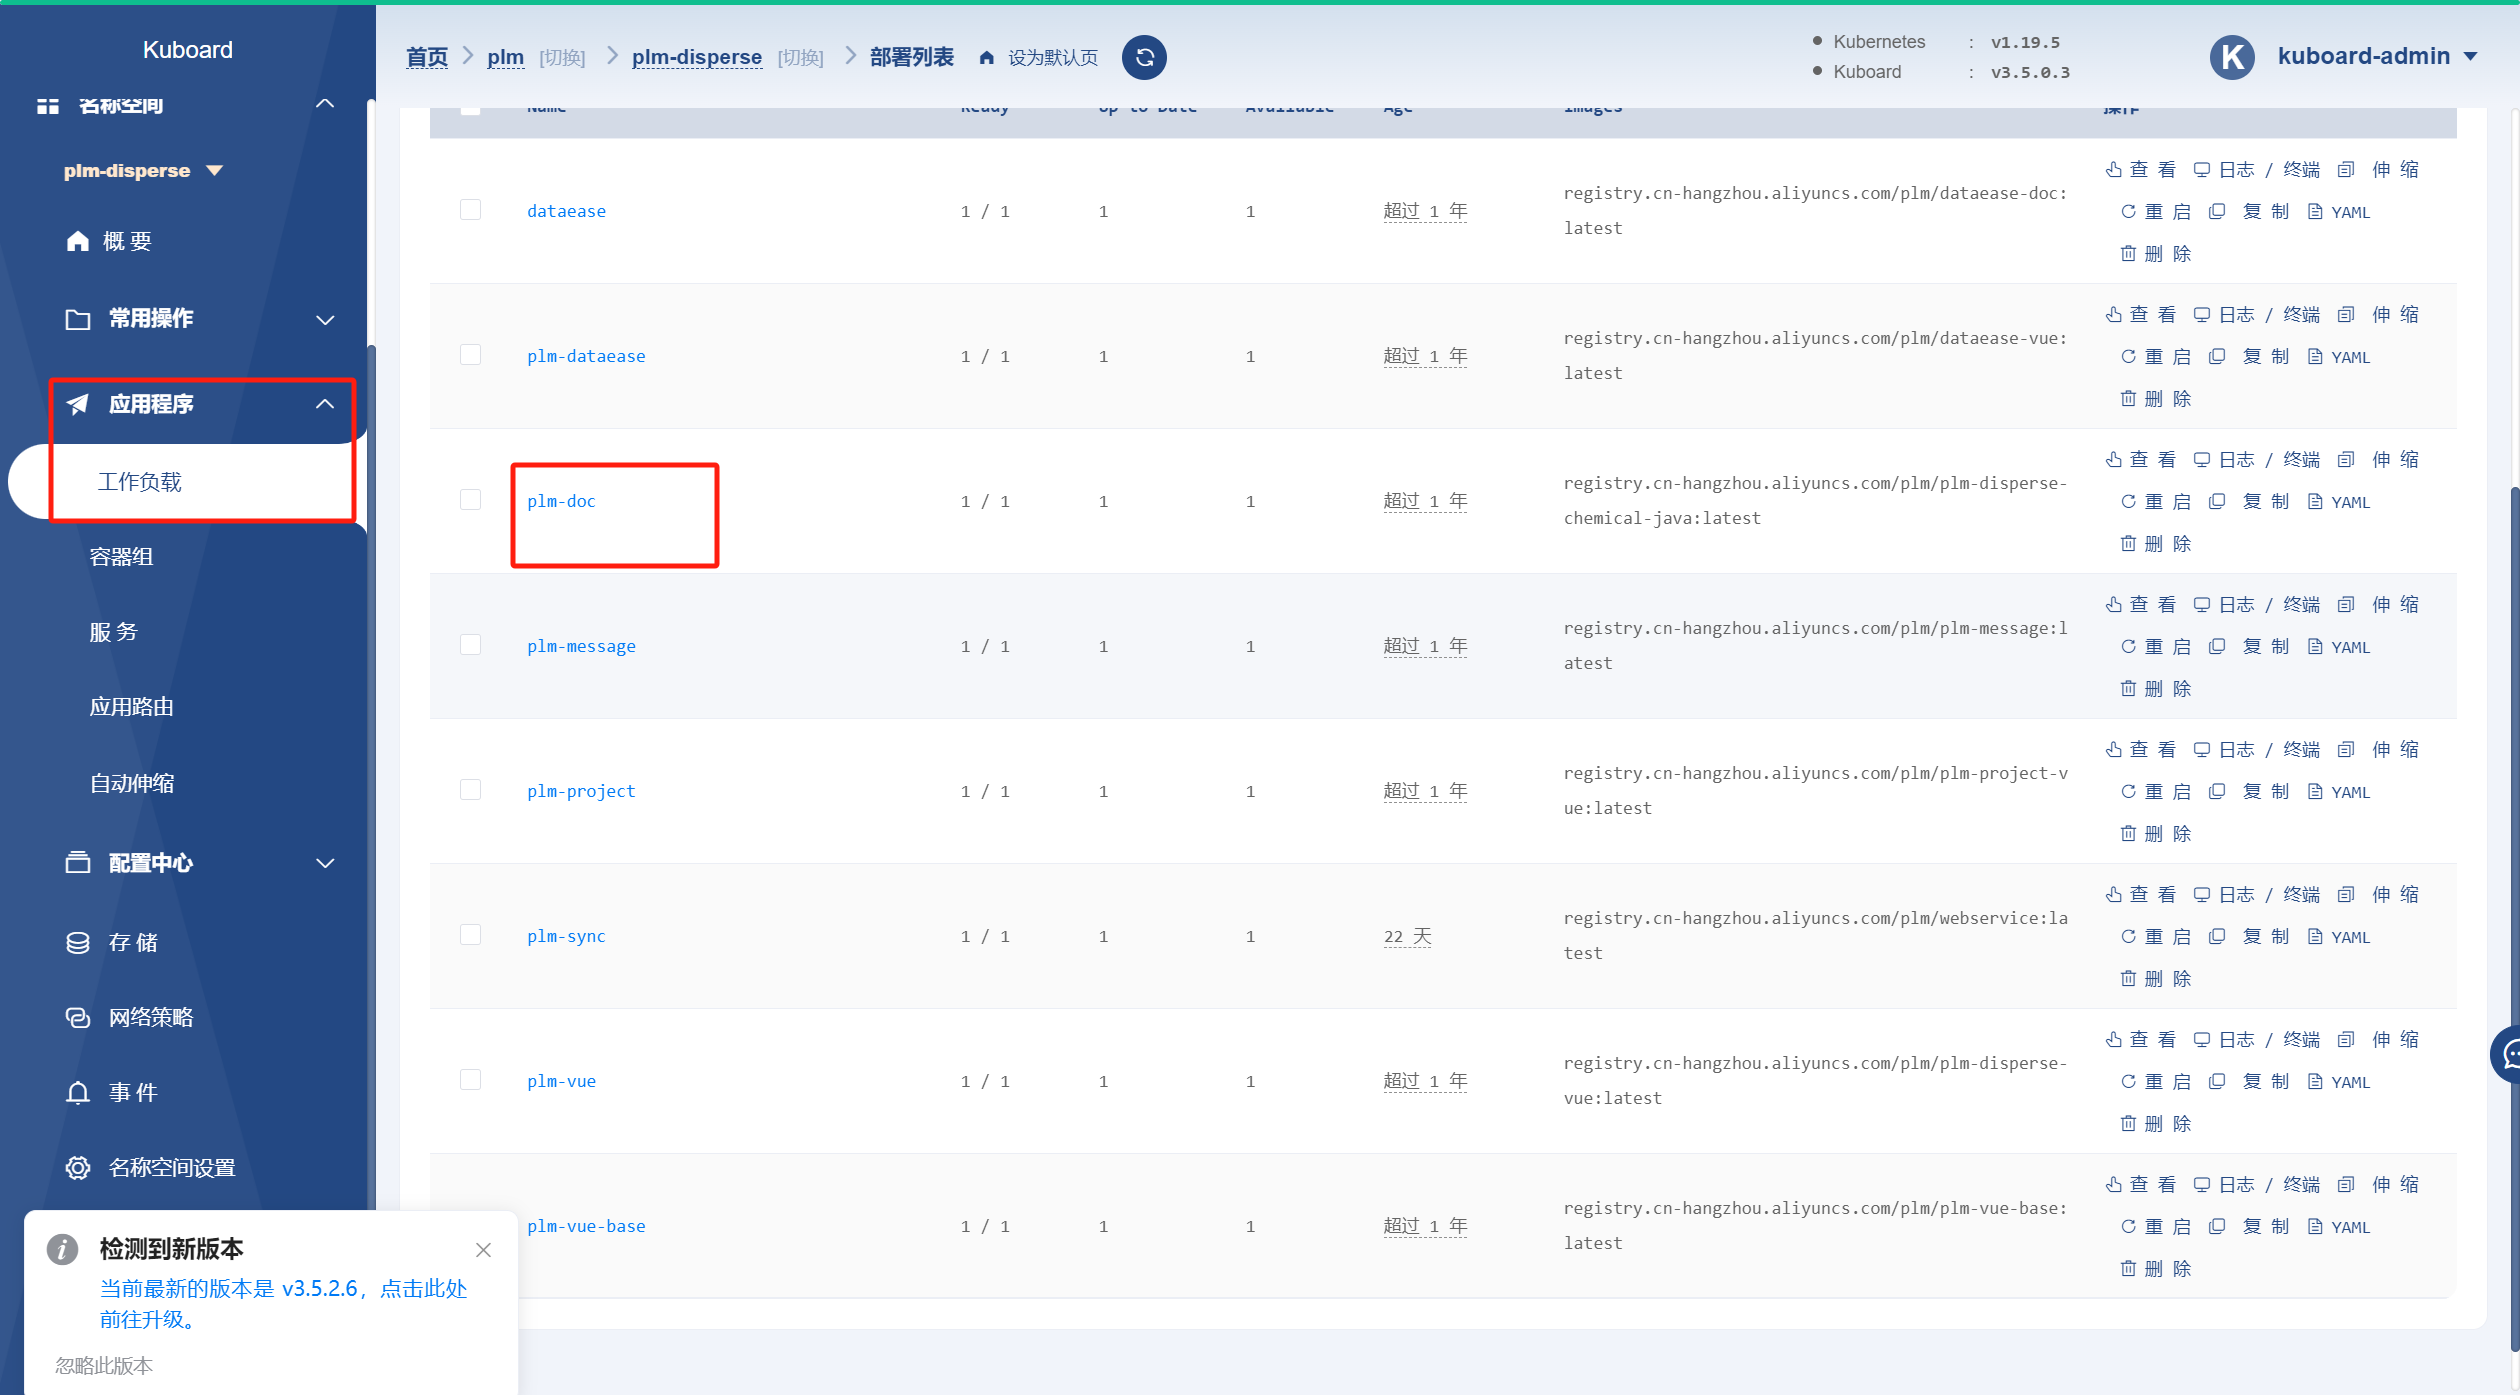 Kuboard
首页
plm
[切换]
plm-disperse
[切换]
部署列表
设为默认页
Kubernetes : v1.19.5
Kuboard : v3.5.0.3
K
kuboard-admin
名称空间
plm-disperse
概 要
常用操作
应用程序
工作负载
容器组
服 务
应用路由
自动伸缩
配置中心
存 储
网络策略
事 件
名称空间设置
Name Ready Up to Date Available Age Images 操作
dataease 1 / 1 1 1 超过 1 年
registry.cn-hangzhou.aliyuncs.com/plm/dataease-doc:
latest
查 看 日志 / 终端 伸 缩
重 启 复 制 YAML
删 除
plm-dataease 1 / 1 1 1 超过 1 年
registry.cn-hangzhou.aliyuncs.com/plm/dataease-vue:
latest
查 看 日志 / 终端 伸 缩
重 启 复 制 YAML
删 除
plm-doc 1 / 1 1 1 超过 1 年
registry.cn-hangzhou.aliyuncs.com/plm/plm-disperse-
chemical-java:latest
查 看 日志 / 终端 伸 缩
重 启 复 制 YAML
删 除
plm-message 1 / 1 1 1 超过 1 年
registry.cn-hangzhou.aliyuncs.com/plm/plm-message:l
atest
查 看 日志 / 终端 伸 缩
重 启 复 制 YAML
删 除
plm-project 1 / 1 1 1 超过 1 年
registry.cn-hangzhou.aliyuncs.com/plm/plm-project-v
ue:latest
查 看 日志 / 终端 伸 缩
重 启 复 制 YAML
删 除
plm-sync 1 / 1 1 1 22 天
registry.cn-hangzhou.aliyuncs.com/plm/webservice:la
test
查 看 日志 / 终端 伸 缩
重 启 复 制 YAML
删 除
plm-vue 1 / 1 1 1 超过 1 年
registry.cn-hangzhou.aliyuncs.com/plm/plm-disperse-
vue:latest
查 看 日志 / 终端 伸 缩
重 启 复 制 YAML
删 除
plm-vue-base 1 / 1 1 1 超过 1 年
registry.cn-hangzhou.aliyuncs.com/plm/plm-vue-base:
latest
查 看 日志 / 终端 伸 缩
重 启 复 制 YAML
删 除
检测到新版本
当前最新的版本是 v3.5.2.6，点击此处
前往升级。
忽略此版本